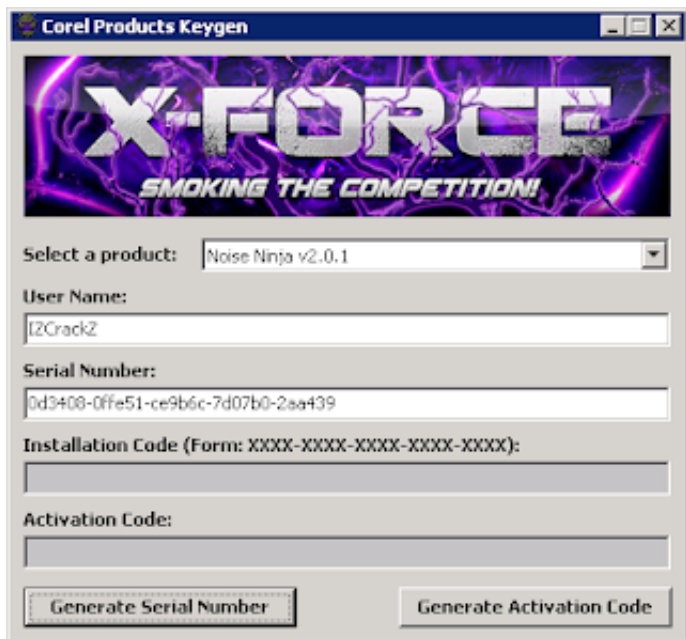 Corel Products Keygen
X-FORCE
SMOKING THE COMPETITION!
Select a product: Noise Ninja v2.0.1
User Name:
IZCrackZ
Serial Number:
0d3408-0ffe51-ce9b6c-7d07b0-2aa439
Installation Code (Form: XXXX-XXXX-XXXX-XXXX-XXXX):
Activation Code:
Generate Serial Number Generate Activation Code